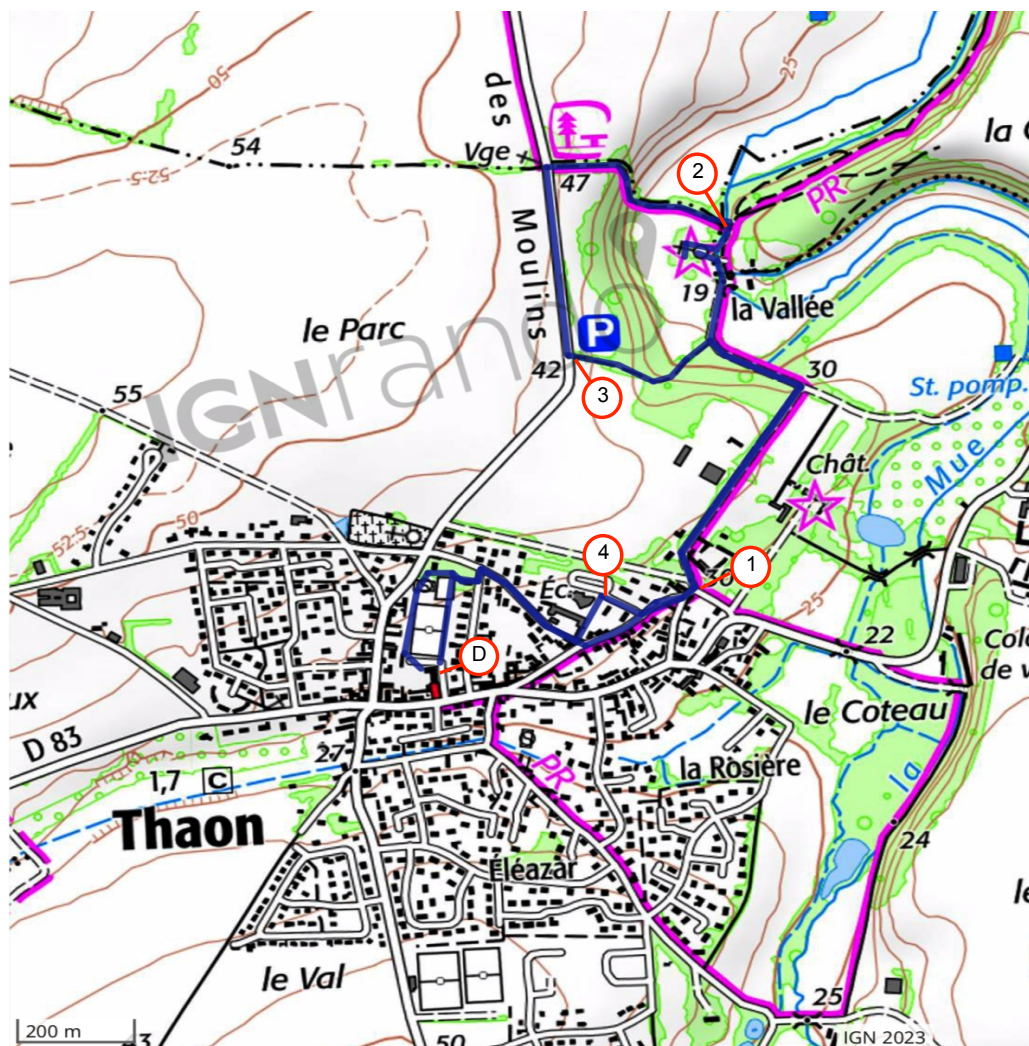 50
25
des
54
Vge
47
la
2
PR
52.5
Moulins
19
la Vallée
le Parc
P
IGNrando
42
3
30
St. pomp.
55
Chât.
Mue
50
52.5
4
Éc.
1
25
D
22
Col
de v
ux
D 83
le Coteau
27
la Rosière
PR
la
1,7 C
Thaon
24
Éléazar
le
le Val
25
200 m
3
50
IGN 2023